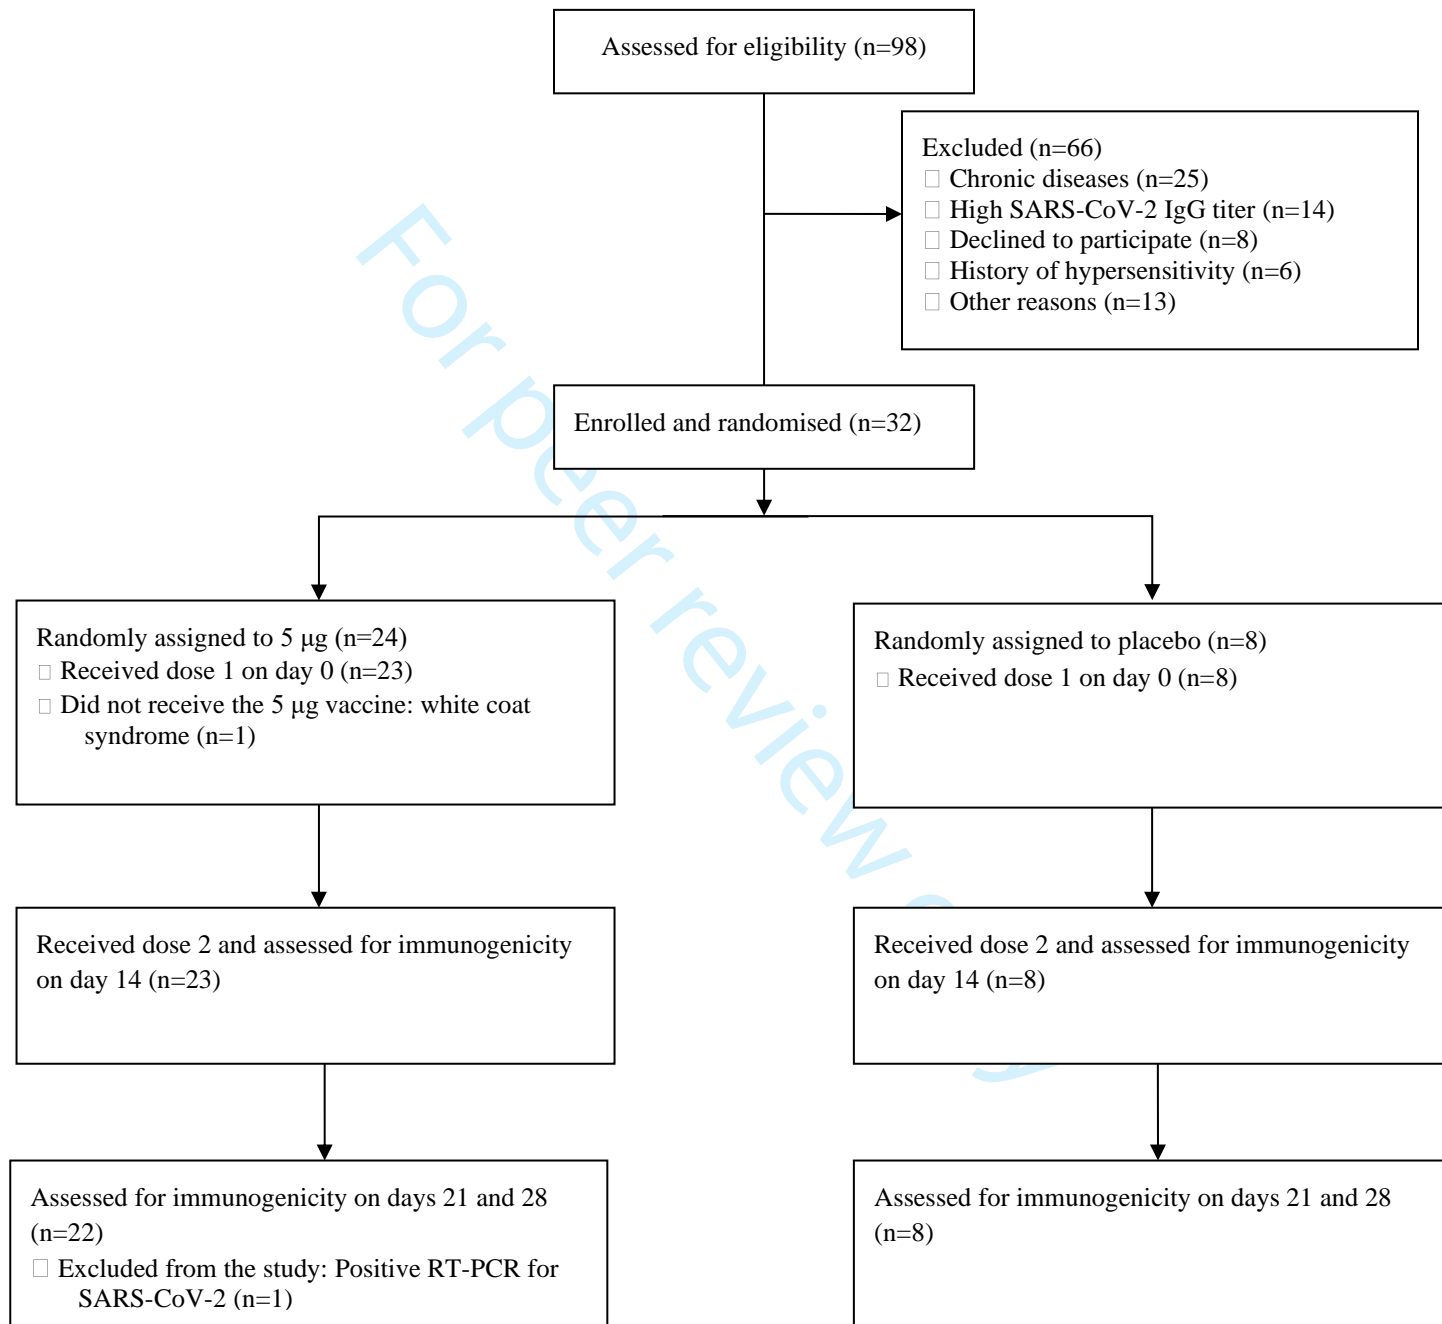 Assessed for eligibility (n=98)
Excluded (n=66)
Chronic diseases (n=25)
High SARS-CoV-2 IgG titer (n=14)
Declined to participate (n=8)
History of hypersensitivity (n=6)
Other reasons (n=13)
Enrolled and randomised (n=32)
Randomly assigned to 5 μg (n=24)
Received dose 1 on day 0 (n=23)
Did not receive the 5 μg vaccine: white coat
syndrome (n=1)
Randomly assigned to placebo (n=8)
Received dose 1 on day 0 (n=8)
Received dose 2 and assessed for immunogenicity
on day 14 (n=23)
Received dose 2 and assessed for immunogenicity
on day 14 (n=8)
Assessed for immunogenicity on days 21 and 28
(n=22)
Excluded from the study: Positive RT-PCR for
SARS-CoV-2 (n=1)
Assessed for immunogenicity on days 21 and 28
(n=8)
For peer review